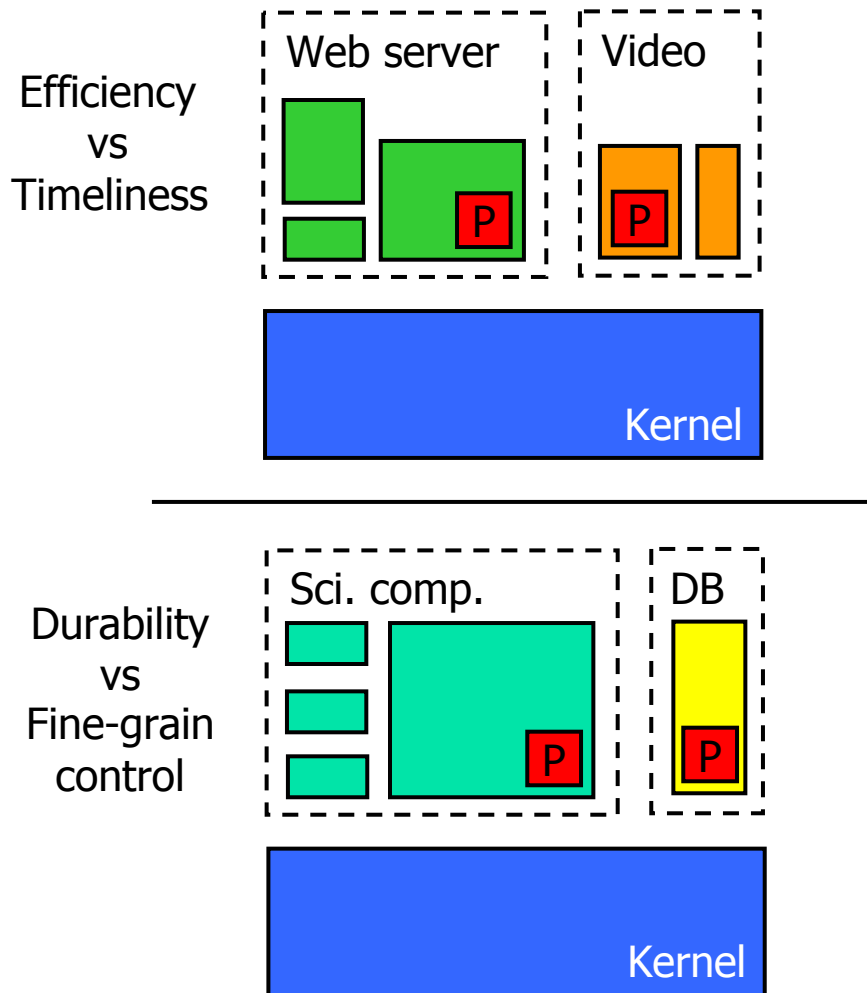 Web server
Video
Efficiency
vs
Timeliness
P
P
Kernel
Sci. comp.
DB
Durability
vs
Fine-grain
control
P
P
Kernel